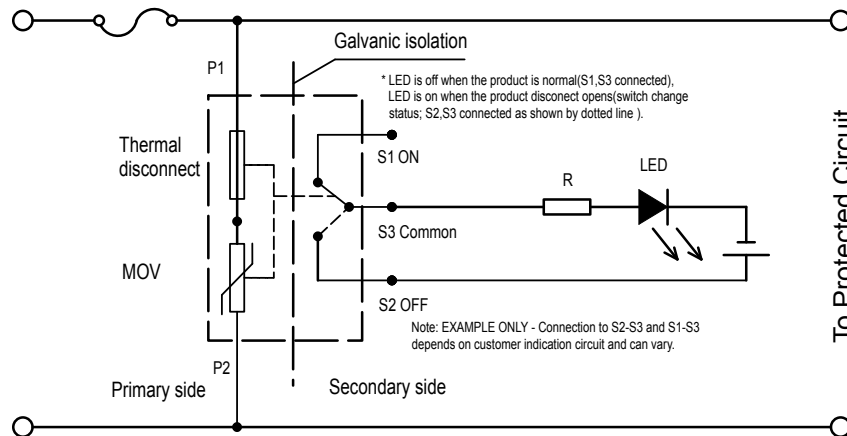 Galvanic isolation
P1
* LED is off when the product is normal(S1,S3 connected),
LED is on when the product disconect opens(switch change
status; S2,S3 connected as shown by dotted line ).
Thermal
disconnect
S1 ON
R
LED
S3 Common
MOV
S2 OFF
Note: EXAMPLE ONLY - Connection to S2-S3 and S1-S3
depends on customer indication circuit and can vary.
P2
Primary side
Secondary side
To Protected Circuit